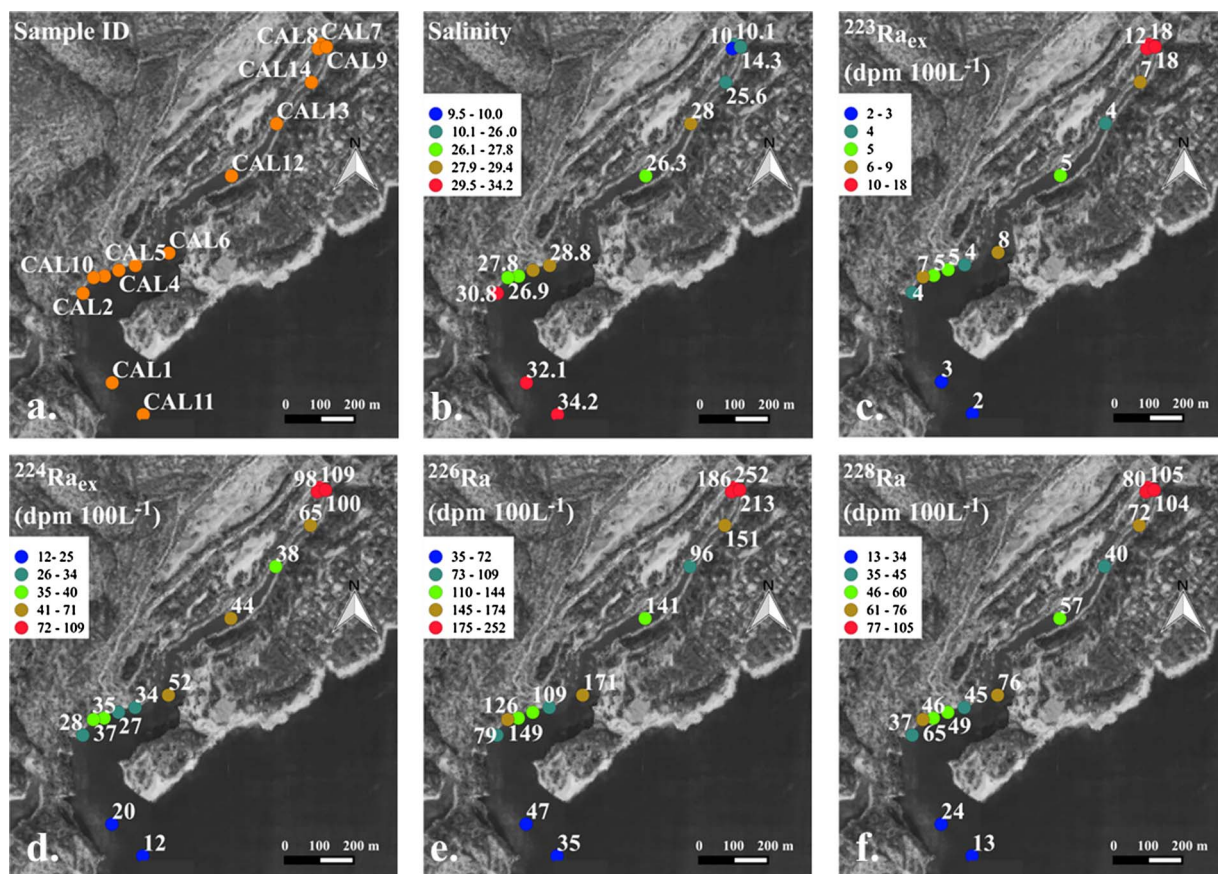 Sample ID
CAL8 CAL7
CAL14 CAL9
CAL13
CAL12
N
CAL5 CAL6
CAL10
CAL4
CAL2
CAL1
CAL11
0 100 200 m
a.
Salinity
10 10.1
14.3
25.6
28
26.3
9.5 - 10.0
10.1 - 26 .0
26.1 - 27.8
27.9 - 29.4
29.5 - 34.2
N
27.8 28.8
30.8 26.9
32.1
34.2
0 100 200 m
b.
²²³Raₑₓ
(dpm 100L⁻¹)
12 18
18
7
4
5
2 - 3
4
5
6 - 9
10 - 18
N
8
7 5 5 4
4
3
2
0 100 200 m
c.
²²⁴Raₑₓ
(dpm 100L⁻¹)
98 109
100
65
38
44
12-25
26 - 34
35 - 40
41 - 71
72 - 109
N
52
35 34
28 37 27
20
12
0 100 200 m
d.
²²⁶Ra
(dpm 100L⁻¹)
186 252
213
151
96
141
35 - 72
73 - 109
110 - 144
145 - 174
175 - 252
N
171
126 109
79 149
47
35
0 100 200 m
e.
²²⁸Ra
(dpm 100L⁻¹)
80 105
104
72
40
57
13 - 34
35 - 45
46 - 60
61 - 76
77 - 105
N
76
46 45
37 65 49
24
13
0 100 200 m
f.